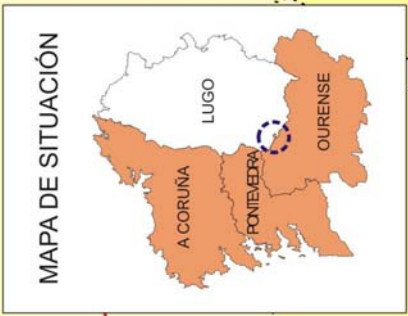 MAPA DE SITUACIÓN
A CORUÑA
LUGO
PONTEVEDRA
OURENSE